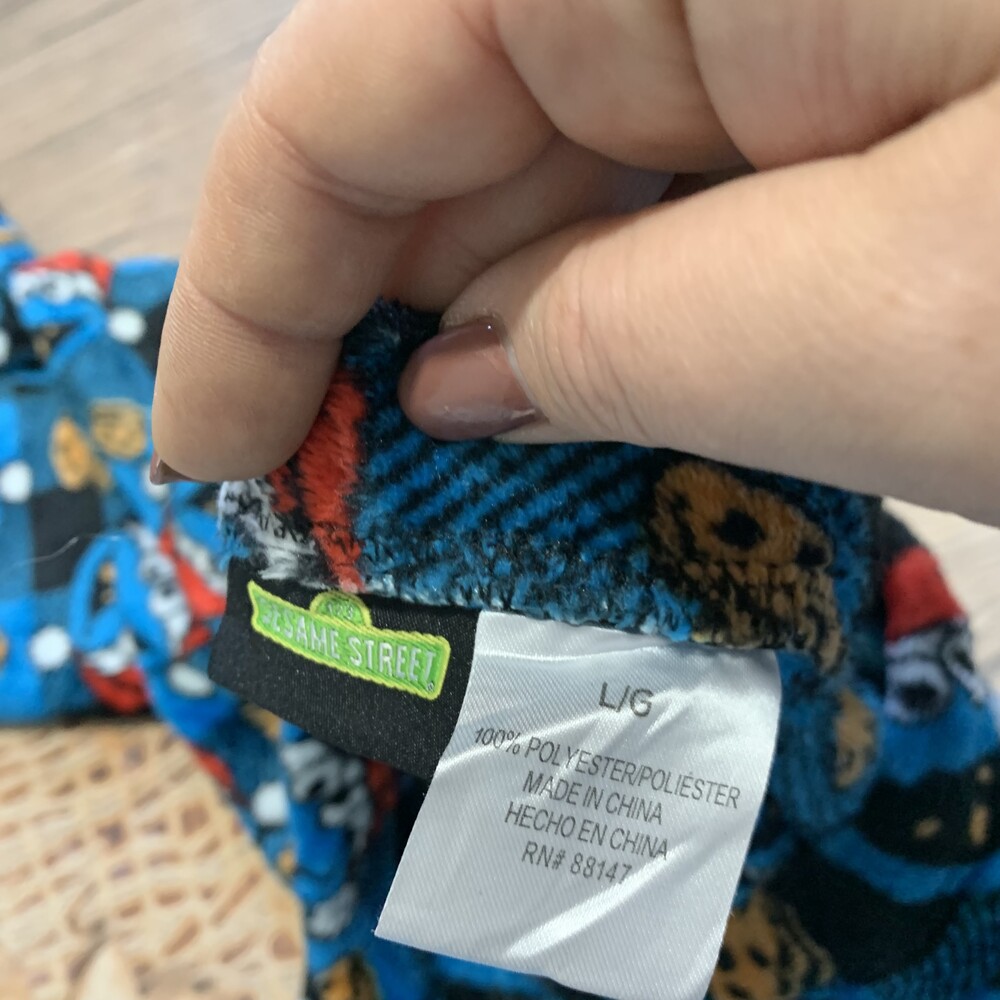 SESAME STREET
L/G
100% POLYESTER/POLIÉSTER
MADE IN CHINA
HECHO EN CHINA
RN# 88147